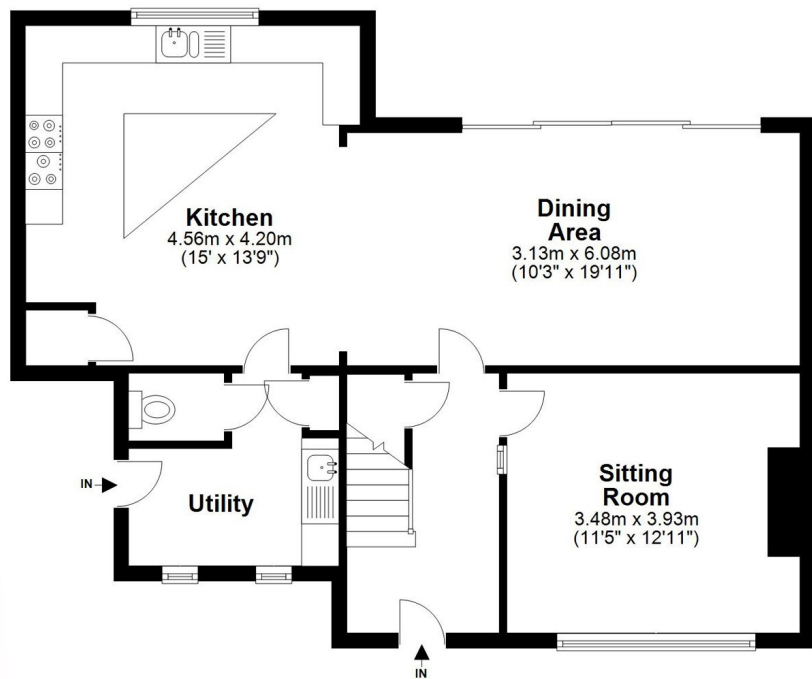 Kitchen
4.56m x 4.20m
(15' x 13'9")
Dining
Area
3.13m x 6.08m
(10'3" x 19'11")
IN
Utility
Sitting
Room
3.48m x 3.93m
(11'5" x 12'11")
IN